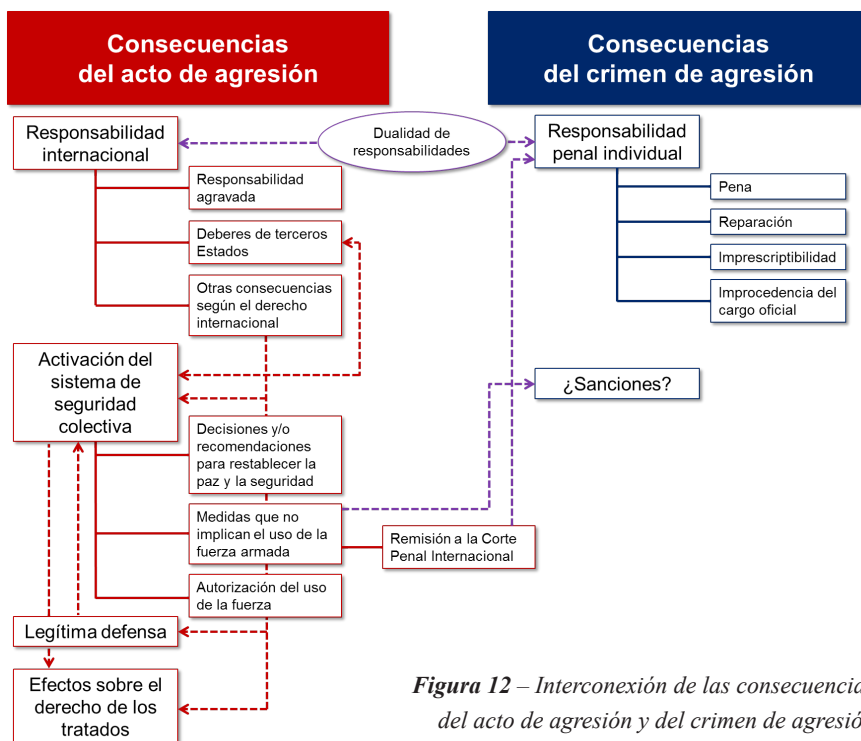 Consecuencias
del acto de agresión
Consecuencias
del crimen de agresión
Responsabilidad
internacional
Dualidad de
responsabilidades
Responsabilidad
penal individual
Responsabilidad
agravada
Deberes de terceros
Estados
Otras consecuencias
según el derecho
internacional
Pena
Reparación
Imprescriptibilidad
Improcedencia del
cargo oficial
Activación del
sistema de
seguridad
colectiva
¿Sanciones?
Decisiones y/o
recomendaciones
para restablecer la
paz y la seguridad
Medidas que no
implican el uso de la
fuerza armada
Remisión a la Corte
Penal Internacional
Autorización del uso
de la fuerza
Legítima defensa
Efectos sobre el
derecho de los
tratados
Figura 12 – Interconexión de las consecuencia
del acto de agresión y del crimen de agresió